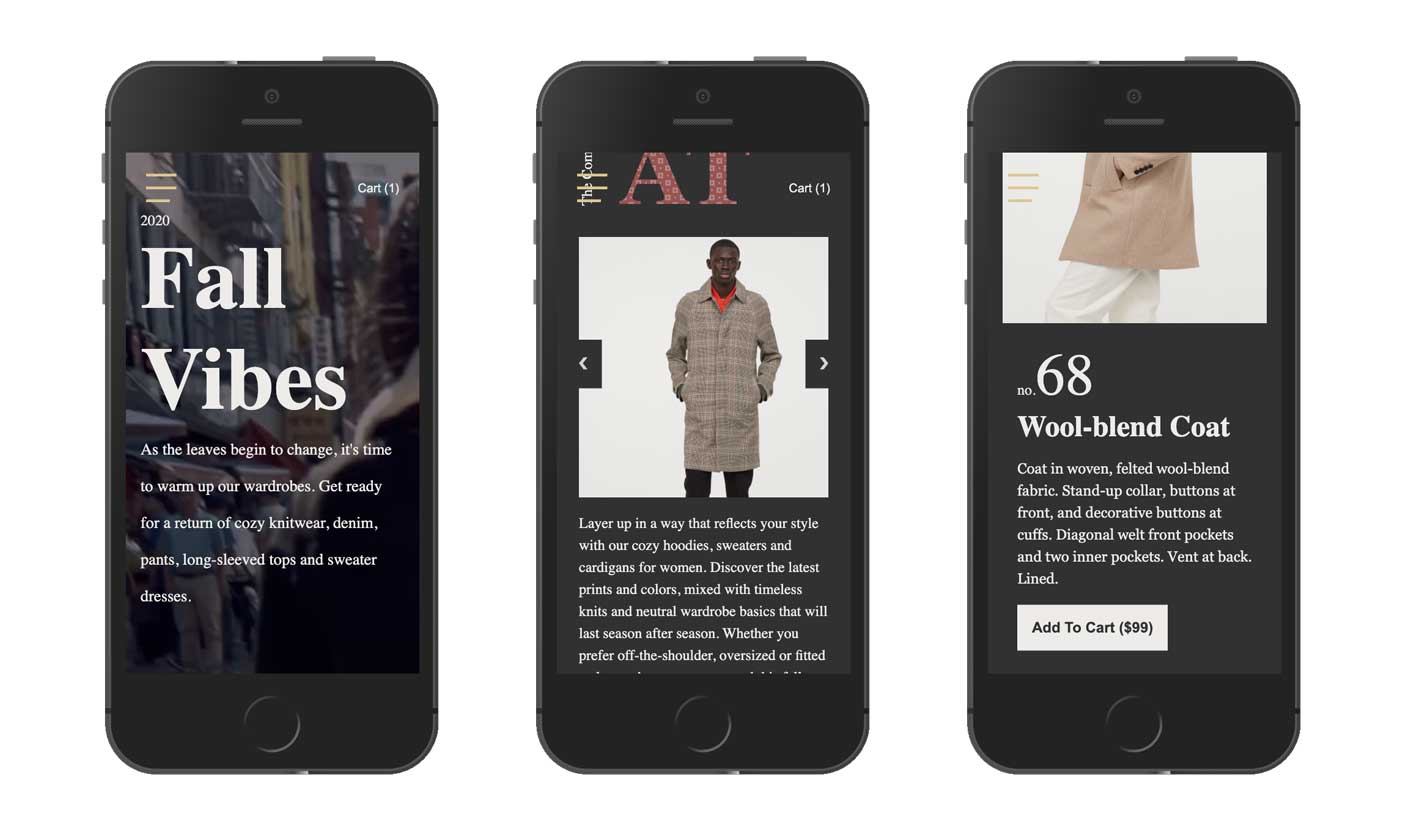 Cart (1)
2020
Fall
Vibes
As the leaves begin to change, it's time
to warm up our wardrobes. Get ready
for a return of cozy knitwear, denim,
pants, long-sleeved tops and sweater
dresses.
The Com
AT
Cart (1)
Layer up in a way that reflects your style
with our cozy hoodies, sweaters and
cardigans for women. Discover the latest
prints and colors, mixed with timeless
knits and neutral wardrobe basics that will
last season after season. Whether you
prefer off-the-shoulder, oversized or fitted
no.68
Wool-blend Coat
Coat in woven, felted wool-blend
fabric. Stand-up collar, buttons at
front, and decorative buttons at
cuffs. Diagonal welt front pockets
and two inner pockets. Vent at back.
Lined.
Add To Cart ($99)